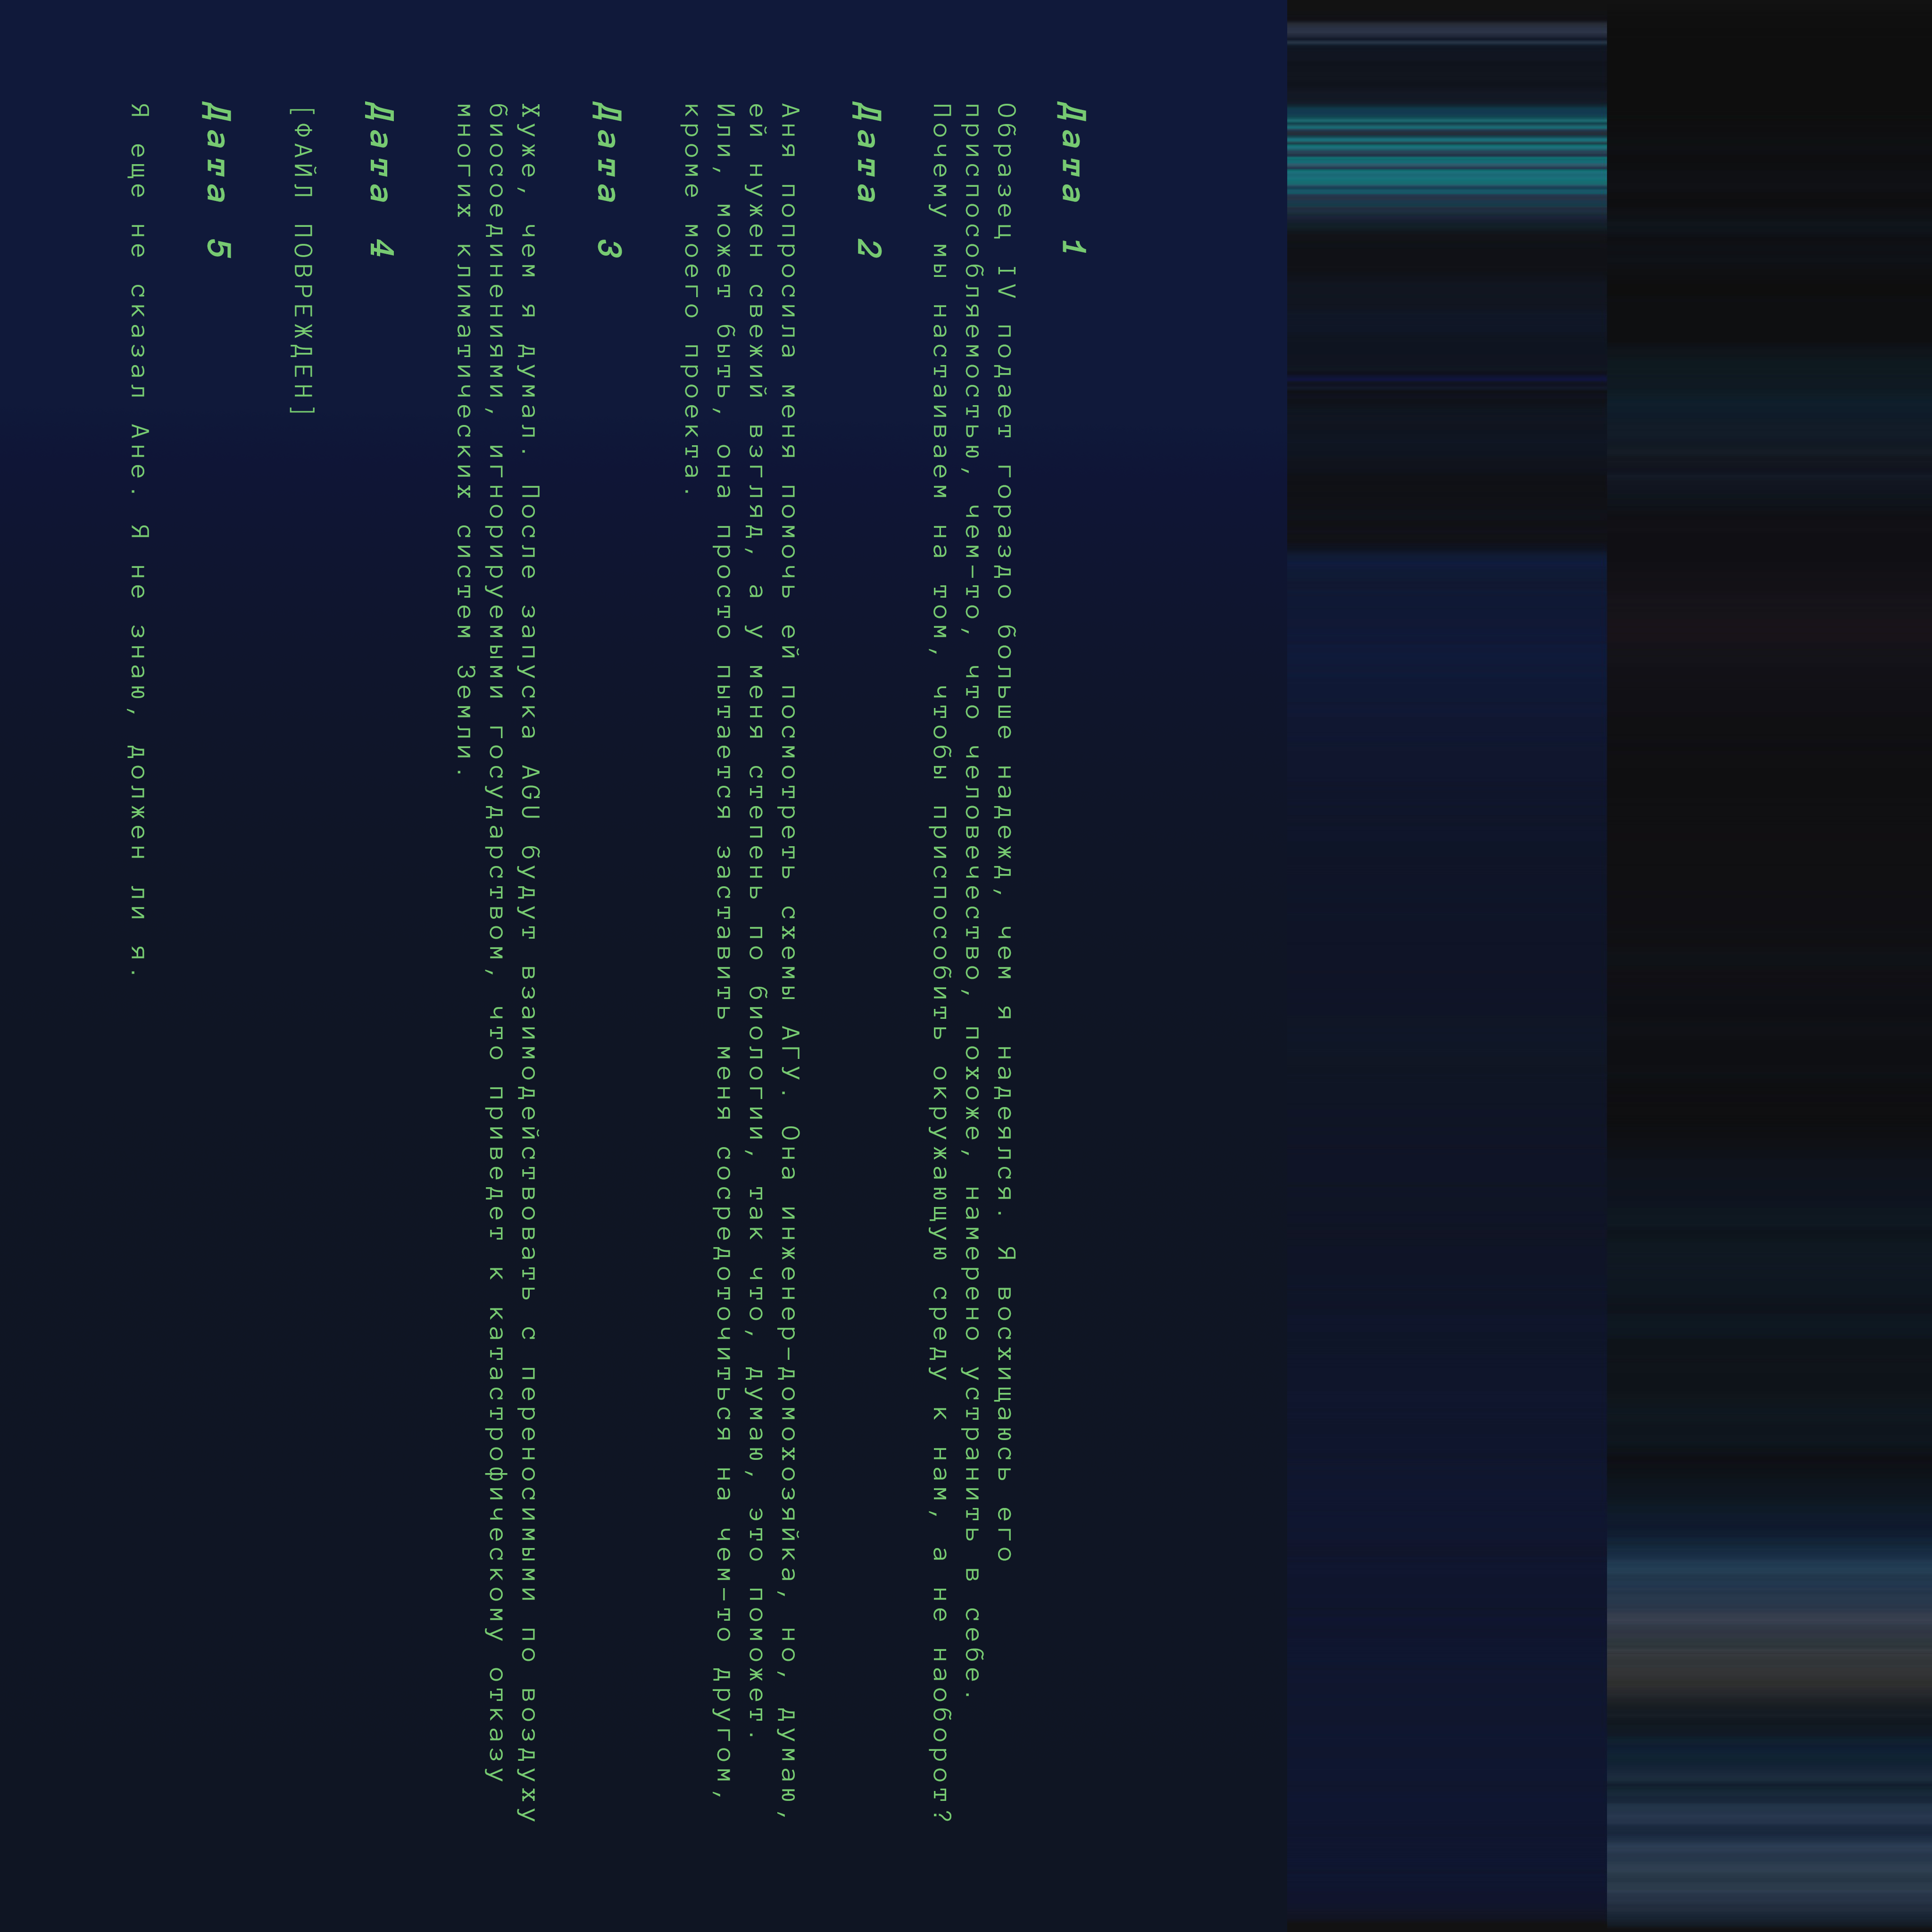 Дата 1
Образец IV подает гораздо больше надежд, чем я надеялся. Я восхищаюсь его
приспособляемостью, чем-то, что человечество, похоже, намерено устранить в себе.
Почему мы настаиваем на том, чтобы приспособить окружающую среду к нам, а не наоборот?
Дата 2
Аня попросила меня помочь ей посмотреть схемы АГУ. Она инженер-домохозяйка, но, думаю,
ей нужен свежий взгляд, а у меня степень по биологии, так что, думаю, это поможет.
Или, может быть, она просто пытается заставить меня сосредоточиться на чем-то другом,
кроме моего проекта.
Дата 3
Хуже, чем я думал. После запуска AGU будут взаимодействовать с переносимыми по воздуху
биосоединениями, игнорируемыми государством, что приведет к катастрофическому отказу
многих климатических систем Земли.
Дата 4
[ФАЙЛ ПОВРЕЖДЕН]
Дата 5
Я еще не сказал Ане. Я не знаю, должен ли я.